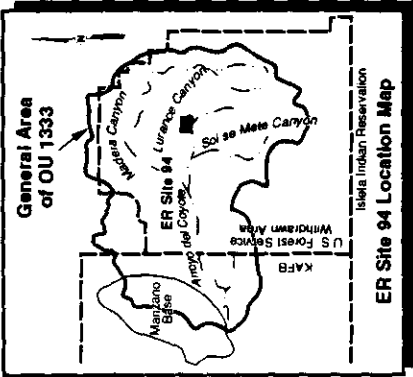 General Area
of OU 1333
Madera Canyon
Lurance Canyon
ER Site 94
Sol se Mete Canyon
Arroyo del Coyote
Manzano
Base
KAFB
U.S. Forest Service
Withdrawn Area
Isleta Indian Reservation
ER Site 94 Location Map